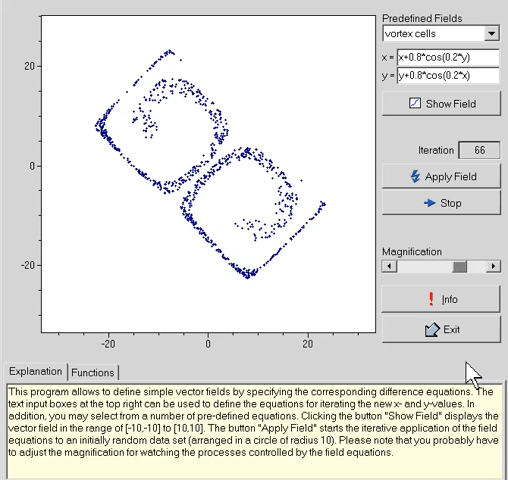 Predefined Fields
vortex cells
20
x = x+0.8*cos(0.2*y)
y = y+0.8*cos(0.2*x)
Show Field
Iteration 66
0
Apply Field
Stop
Magnification
-20
Info
Exit
-20 0 20
Explanation Functions
This program allows to define simple vector fields by specifying the corresponding difference equations. The
text input boxes at the top right can be used to define the equations for iterating the new x- and y-values. In
addition, you may select from a number of pre-defined equations. Clicking the button "Show Field" displays the
vector field in the range of [-10,-10] to [10,10]. The button "Apply Field" starts the iterative application of the field
equations to an initially random data set (arranged in a circle of radius 10). Please note that you probably have
to adjust the magnification for watching the processes controlled by the field equations.